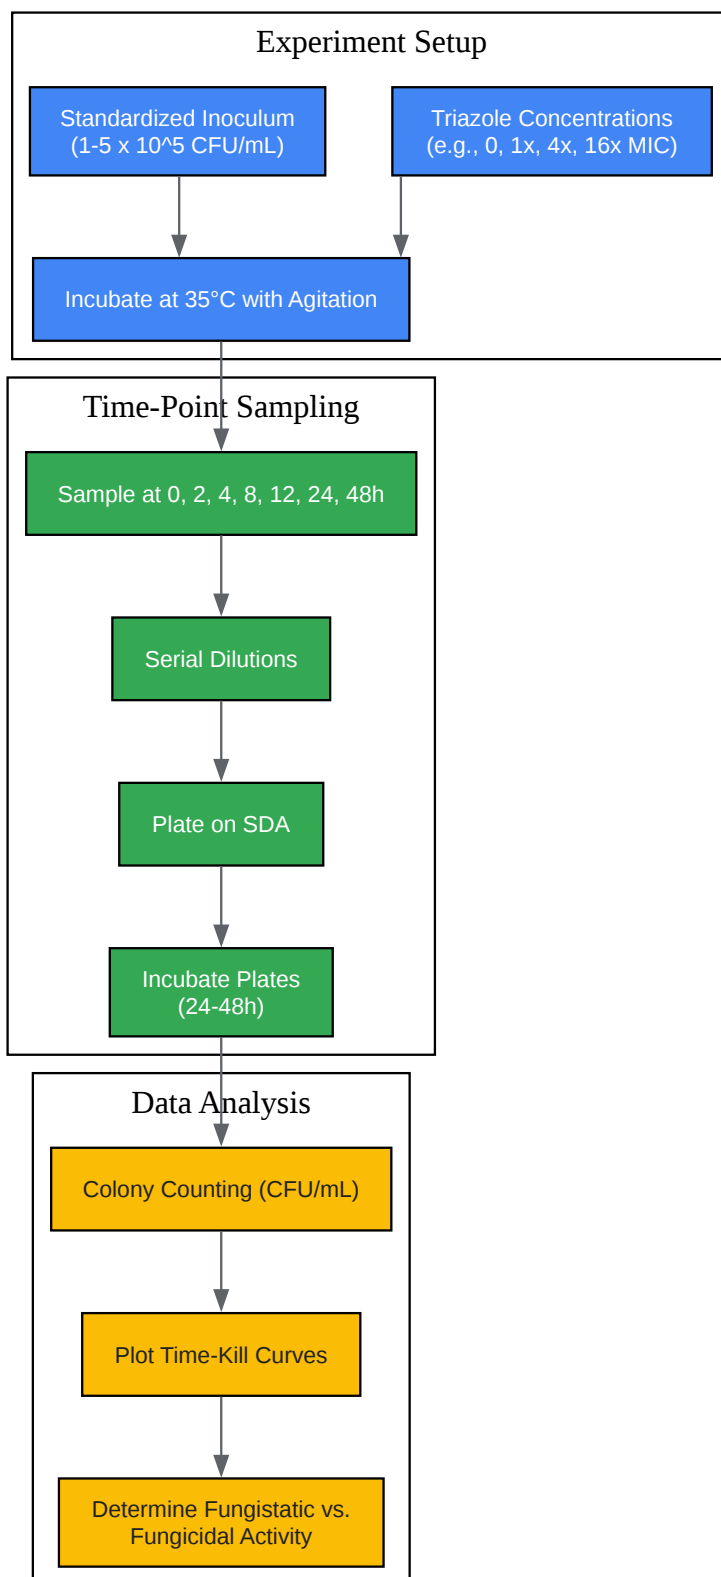 Experiment Setup
Standardized Inoculum
(1-5 x 10^5 CFU/mL)
Triazole Concentrations
(e.g., 0, 1x, 4x, 16x MIC)
Incubate at 35°C with Agitation
Time-Point Sampling
Sample at 0, 2, 4, 8, 12, 24, 48h
Serial Dilutions
Plate on SDA
Incubate Plates
(24-48h)
Data Analysis
Colony Counting (CFU/mL)
Plot Time-Kill Curves
Determine Fungistatic vs.
Fungicidal Activity